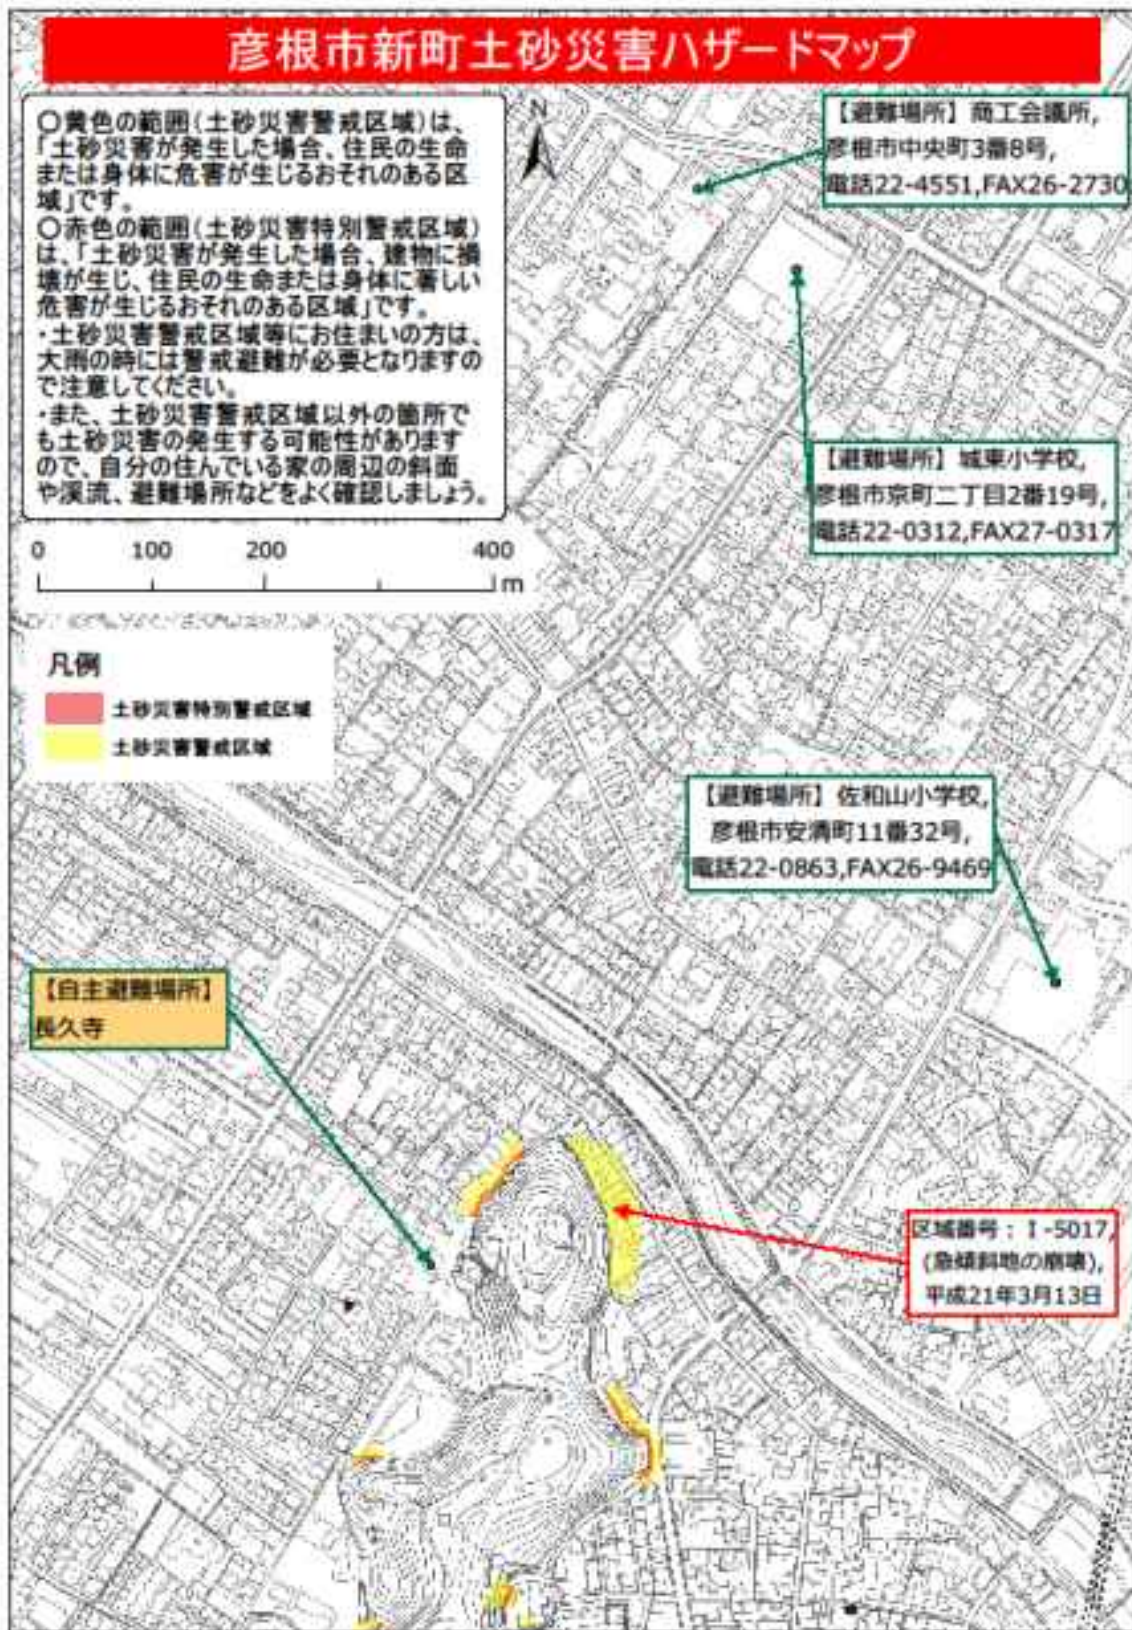 彦根市新町土砂災害ハザードマップ
○黄色の範囲(土砂災害警戒区域)は、
「土砂災害が発生した場合、住民の生命
または身体に危害が生じるおそれのある区
域」です。
○赤色の範囲(土砂災害特別警戒区域)
は、「土砂災害が発生した場合、建物に損
壊が生じ、住民の生命または身体に著しい
危害が生じるおそれのある区域」です。
・土砂災害警戒区域等にお住まいの方は、
大雨の時には警戒避難が必要となりますの
で注意してください。
・また、土砂災害警戒区域以外の箇所で
も土砂災害の発生する可能性があります
ので、自分の住んでいる家の周辺の斜面
や渓流、避難場所などをよく確認しましょう。
N
【避難場所】商工会議所,
彦根市中央町3番8号,
電話22-4551,FAX26-2730
【避難場所】城東小学校,
彦根市京町二丁目2番19号,
電話22-0312,FAX27-0317
0 100 200 400
m
凡例
土砂災害特別警戒区域
土砂災害警戒区域
【避難場所】佐和山小学校,
彦根市安清町11番32号,
電話22-0863,FAX26-9469
【自主避難場所】
長久寺
区域番号：I-5017,
(急傾斜地の崩壊),
平成21年3月13日